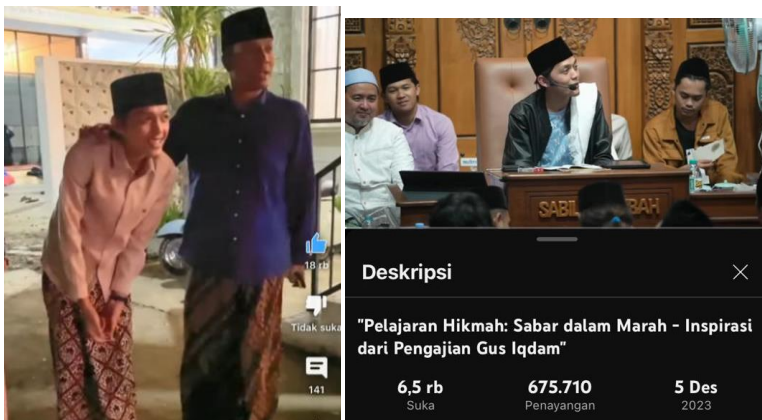 18 rb
Tidak suka
141
SABIL
BAH
Deskripsi
"Pelajaran Hikmah: Sabar dalam Marah - Inspirasi
dari Pengajian Gus Iqdam"
6,5 rb 675.710 5 Des
Suka Penayangan 2023